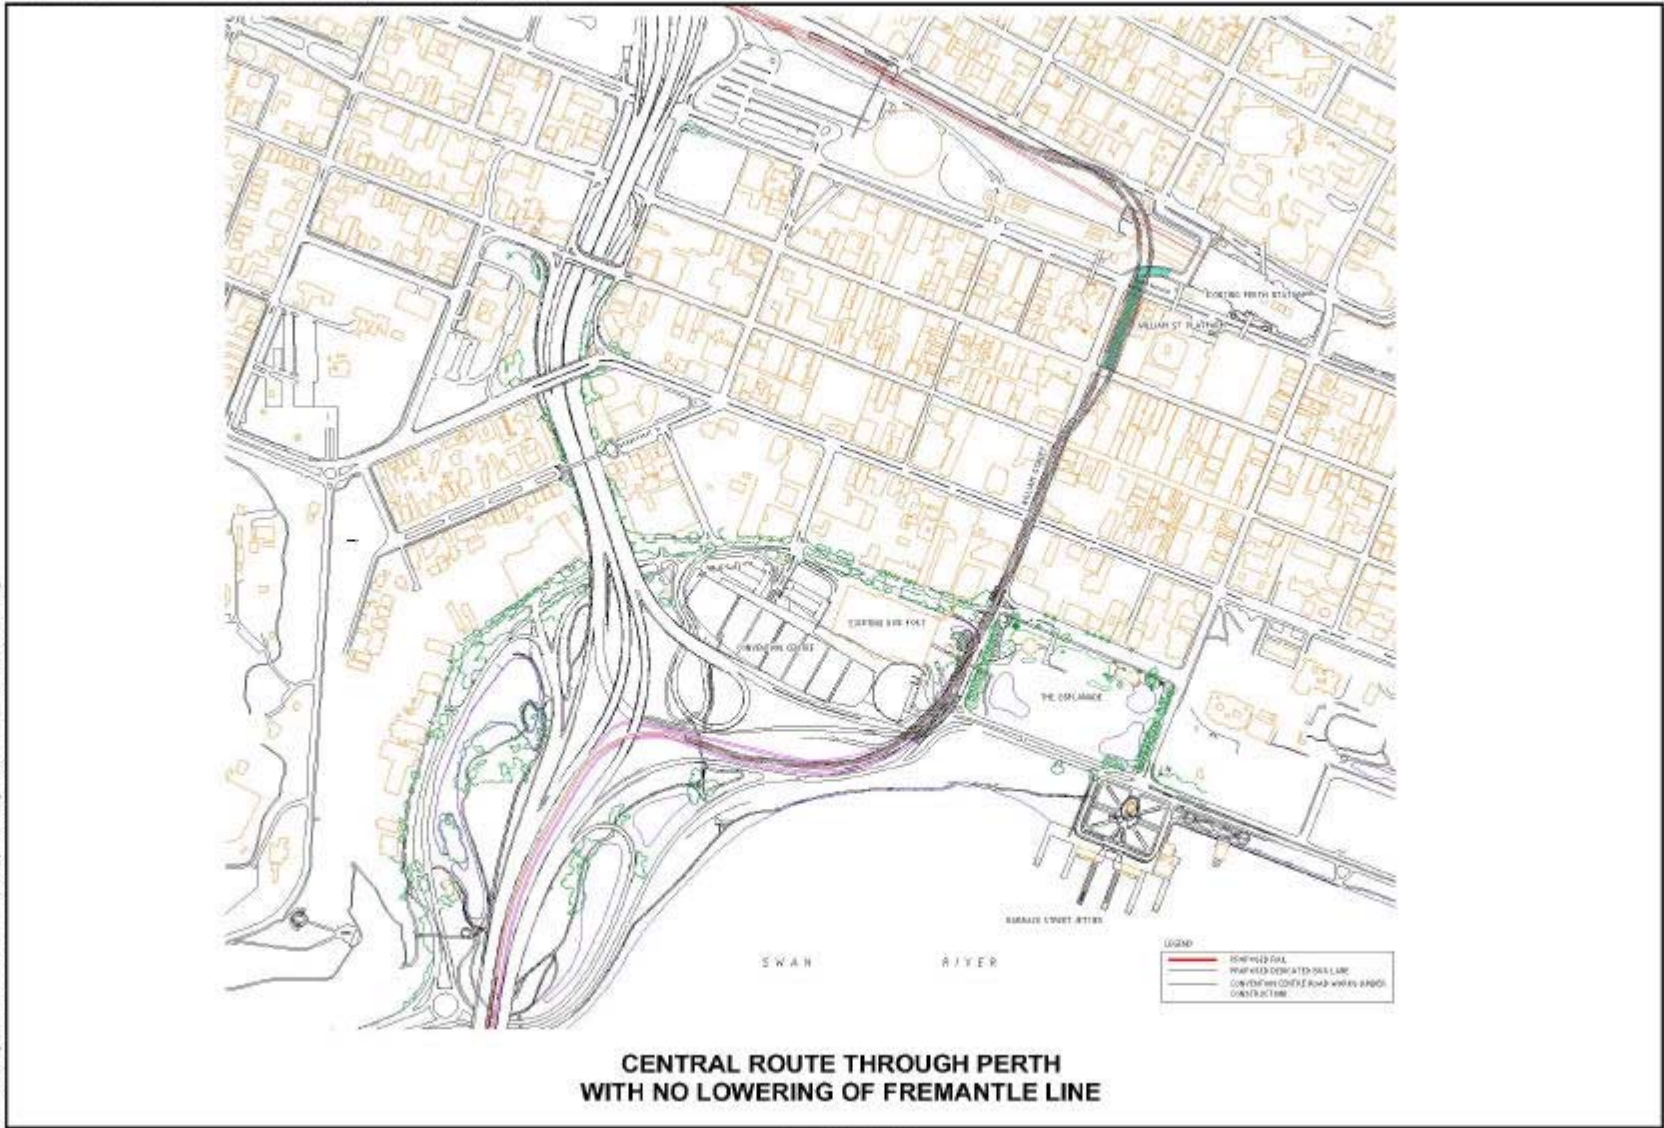 EXISTING PERTH STATION
WILLIAM ST PLATFORM
WILLIAM STREET
EXISTING BUS PORT
CONVENTION CENTRE
THE ESPLANADE
BARRACK STREET JETTIES
SWAN RIVER
LEGEND
PROPOSED RAIL
PROPOSED DEDICATED BUS LANE
CONVENTION CENTRE ROAD WORKS UNDER
CONSTRUCTION
CENTRAL ROUTE THROUGH PERTH
WITH NO LOWERING OF FREMANTLE LINE